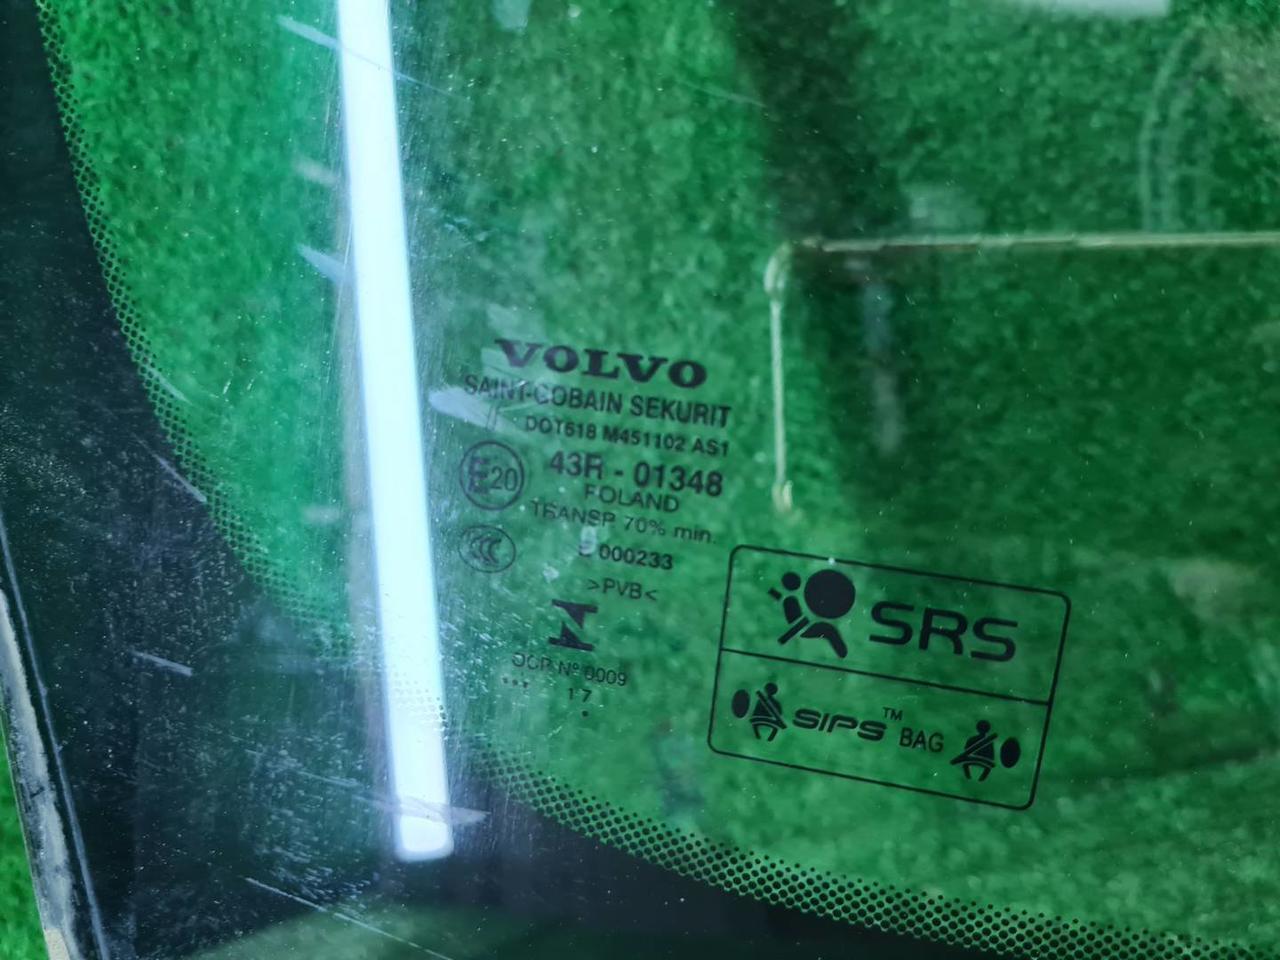 VOLVO
SAINT-GOBAIN SEKURIT
DOT618 M451102 AS1
E20
43R - 01348
POLAND
TRANSP 70% min.
CCC
E 000233
>PVB<
OCP Nº 0009
... 17
.
SRS
SIPS™ BAG